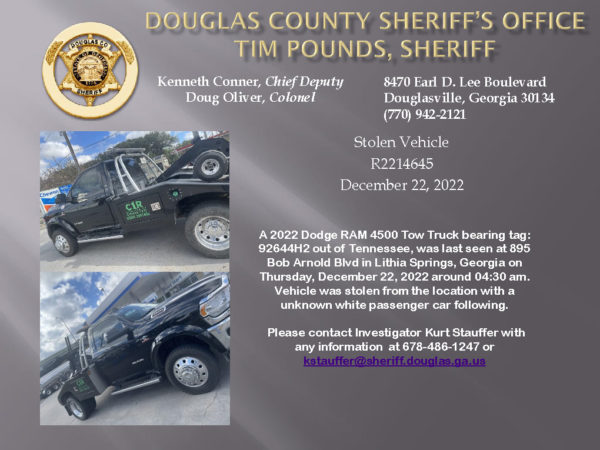 DOUGLAS COUNTY SHERIFF'S OFFICE
TIM POUNDS, SHERIFF
Kenneth Conner, Chief Deputy
Doug Oliver, Colonel
8470 Earl D. Lee Boulevard
Douglasville, Georgia 30134
(770) 942-2121
Stolen Vehicle
R2214645
December 22, 2022
A 2022 Dodge RAM 4500 Tow Truck bearing tag:
92644H2 out of Tennessee, was last seen at 895
Bob Arnold Blvd in Lithia Springs, Georgia on
Thursday, December 22, 2022 around 04:30 am.
Vehicle was stolen from the location with a
unknown white passenger car following.
Please contact Investigator Kurt Stauffer with
any information at 678-486-1247 or
kstauffer@sheriff.douglas.ga.us
DOUGLAS CO.
SHERIFF
C&R